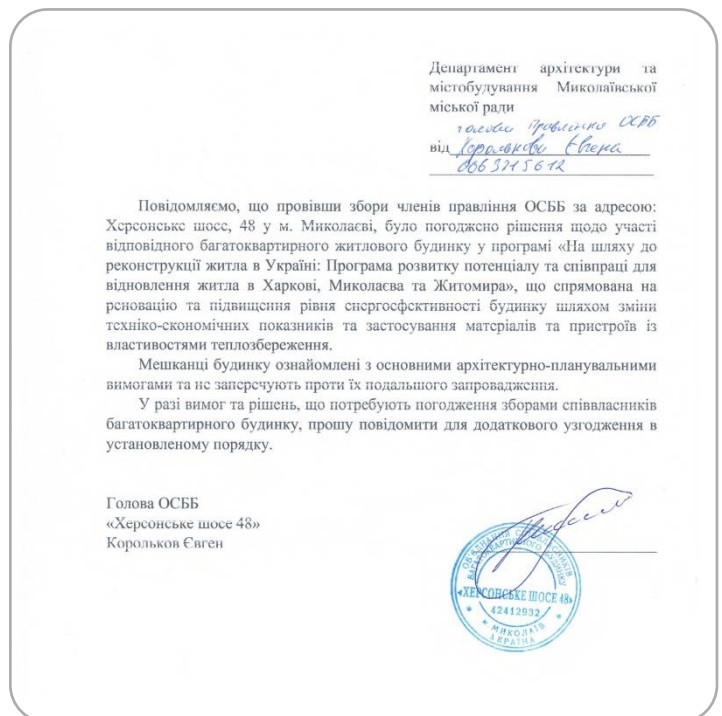 Департамент архітектури та
містобудування Миколаївської
міської ради
голови правління ОСББ
від Королькова Євгена
0663215612
Повідомляємо, що провівши збори членів правління ОСББ за адресою:
Херсонське шосе, 48 у м. Миколаєві, було погоджено рішення щодо участі
відповідного багатоквартирного житлового будинку у програмі «На шляху до
реконструкції житла в Україні: Програма розвитку потенціалу та співпраці для
відновлення житла в Харкові, Миколаєва та Житомира», що спрямована на
реновацію та підвищення рівня енергоефективності будинку шляхом зміни
техніко-економічних показників та застосування матеріалів та пристроїв із
властивостями теплозбереження.
Мешканці будинку ознайомлені з основними архітектурно-планувальними
вимогами та не заперечують проти їх подальшого запровадження.
У разі вимог та рішень, що потребують погодження зборами співвласників
багатоквартирного будинку, прошу повідомити для додаткового узгодження в
установленому порядку.
Голова ОСББ
«Херсонське шосе 48»
Корольков Євген
ОБ'ЄДНАННЯ СПІВВЛАСНИКІВ
БАГАТОКВАРТИРНОГО БУДИНКУ
«ХЕРСОНСЬКЕ ШОСЕ 48»
42412932
* МИКОЛАЇВ *
УКРАЇНА